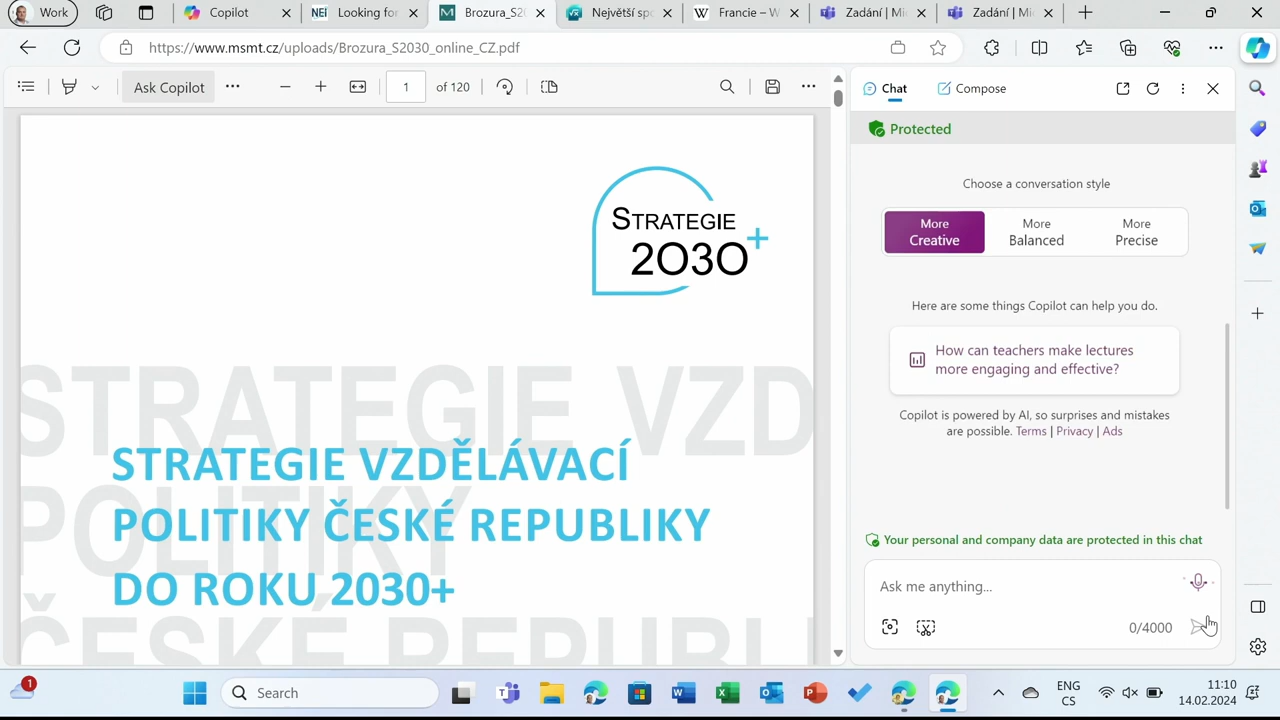 Work
Copilot
Looking for
Brozura_S2
Největší spo
Francie – W
Zadání | Mi
Zadání | Mi
https://www.msmt.cz/uploads/Brozura_S2030_online_CZ.pdf
Ask Copilot
1 of 120
Chat
Compose
Protected
STRATEGIE
2030+
STRATEGIE VZD
POLITIKY
ČESKÉ REPUBLI
STRATEGIE VZDĚLÁVACÍ
POLITIKY ČESKÉ REPUBLIKY
DO ROKU 2030+
Choose a conversation style
More Creative
More Balanced
More Precise
Here are some things Copilot can help you do.
How can teachers make lectures
more engaging and effective?
Copilot is powered by AI, so surprises and mistakes
are possible. Terms | Privacy | Ads
Your personal and company data are protected in this chat
Ask me anything...
0/4000
1
Search
ENG
CS
11:10
14.02.2024